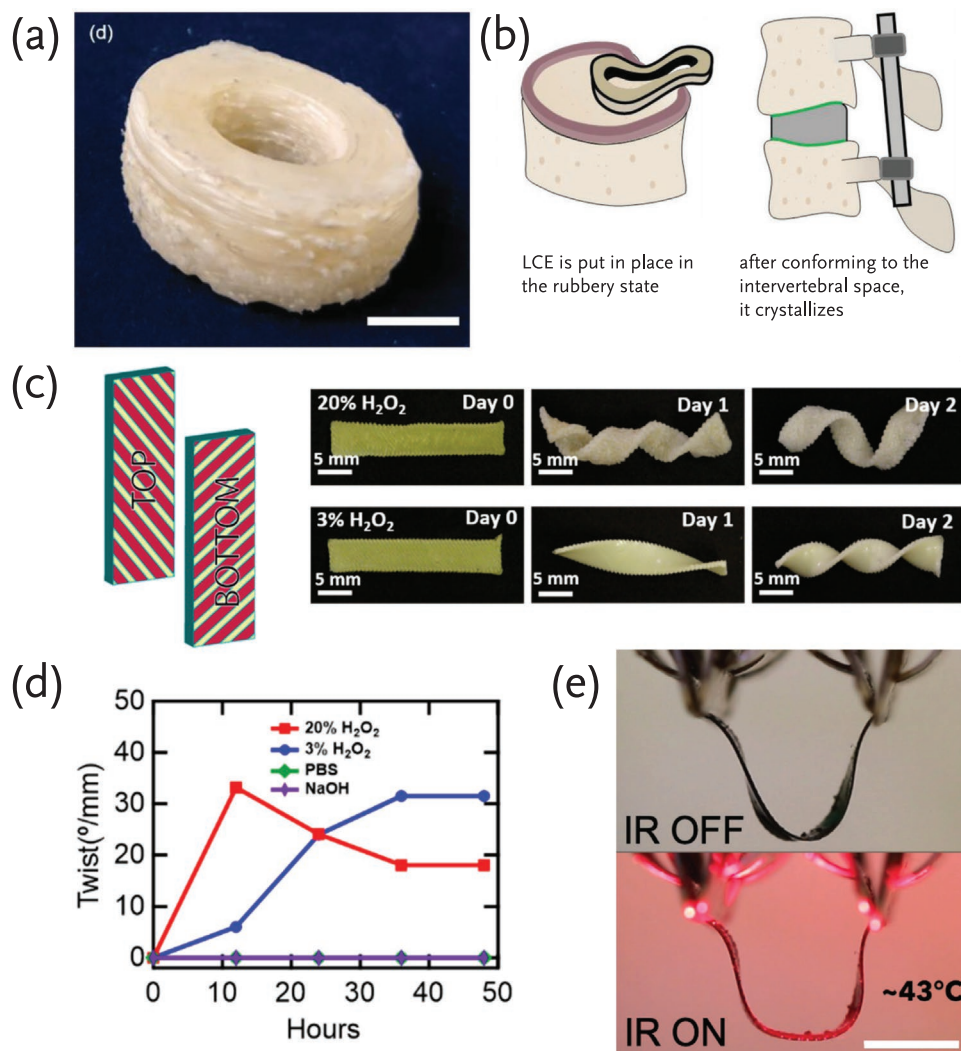 (a)
(d)
(b)
LCE is put in place in
the rubbery state
after conforming to the
intervertebral space,
it crystallizes
(c)
TOP
BOTTOM
20% H₂O₂
Day 0
5 mm
Day 1
5 mm
Day 2
5 mm
3% H₂O₂
Day 0
5 mm
Day 1
5 mm
Day 2
5 mm
(d)
Twist(º/mm)
50
40
30
20
10
0
20% H₂O₂
3% H₂O₂
PBS
NaOH
0 10 20 30 40 50
Hours
(e)
IR OFF
~43°C
IR ON